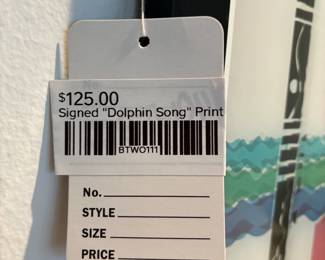 $125.00
Signed "Dolphin Song" Print
BTWO111
No.
STYLE
SIZE
PRICE